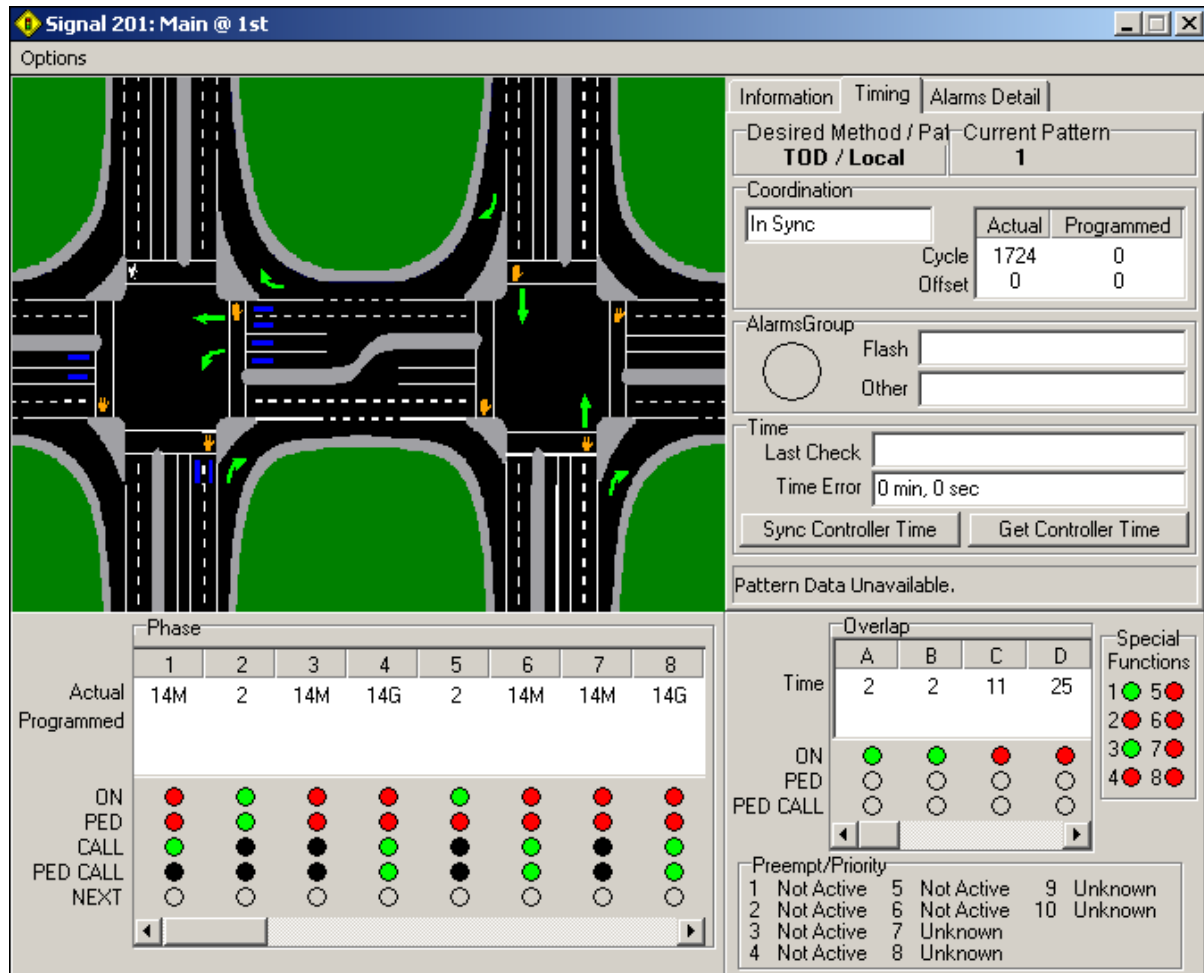 Signal 201: Main @ 1st
Options
Information Timing Alarms Detail
Desired Method / Pat Current Pattern
TOD / Local 1
Coordination
In Sync
Actual Programmed
Cycle 1724 0
Offset 0 0
AlarmsGroup
Flash
Other
Time
Last Check
Time Error 0 min, 0 sec
Sync Controller Time Get Controller Time
Pattern Data Unavailable.
Phase
1 2 3 4 5 6 7 8
Actual 14M 2 14M 14G 2 14M 14M 14G
Programmed
ON
PED
CALL
PED CALL
NEXT
Overlap
A B C D
Time 2 2 11 25
ON
PED
PED CALL
Special
Functions
1 5
2 6
3 7
4 8
Preempt/Priority
1 Not Active 5 Not Active 9 Unknown
2 Not Active 6 Not Active 10 Unknown
3 Not Active 7 Unknown
4 Not Active 8 Unknown